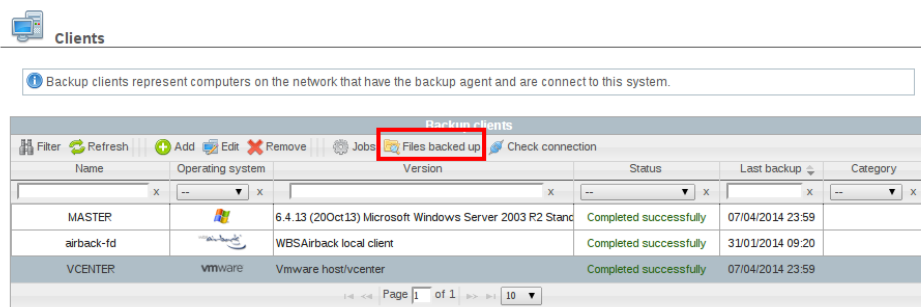 Clients
Backup clients represent computers on the network that have the backup agent and are connect to this system.
Backup clients
Filter Refresh Add Edit Remove Jobs Files backed up Check connection
Name Operating system Version Status Last backup Category
x -- x x -- x x -- x
MASTER 6.4.13 (20Oct13) Microsoft Windows Server 2003 R2 Stand Completed successfully 07/04/2014 23:59
airback-fd airback WBSAirback local client Completed successfully 31/01/2014 09:20
VCENTER vmware Vmware host/vcenter Completed successfully 07/04/2014 23:59
Page 1 of 1 10